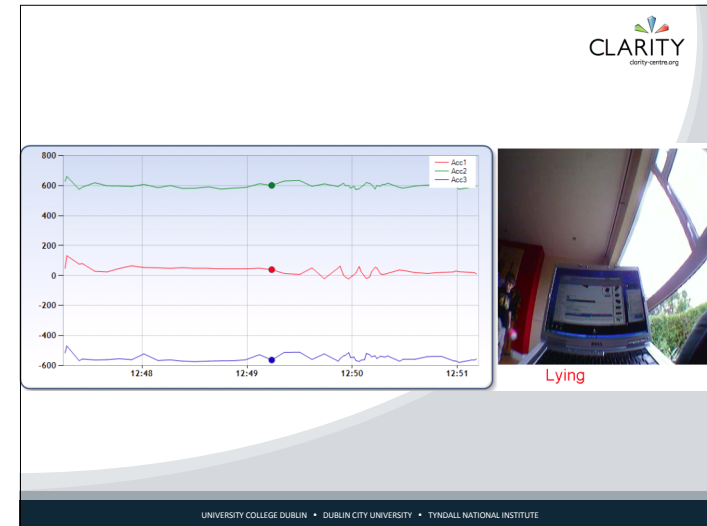 CLARITY
clarity-centre.org
800
600
400
200
0
-200
-400
-600
Acc1
Acc2
Acc3
12:48
12:49
12:50
12:51
DELL
Lying
UNIVERSITY COLLEGE DUBLIN • DUBLIN CITY UNIVERSITY • TYNDALL NATIONAL INSTITUTE